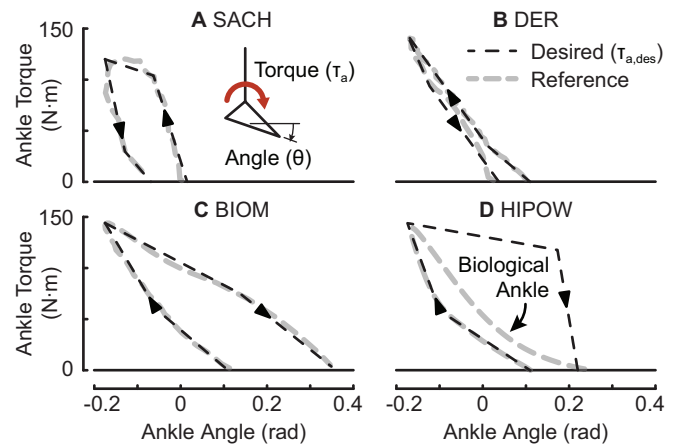 A SACH
B DER
150
Ankle Torque
(N·m)
0
Torque (τa)
Angle (θ)
Desired (τa,des)
Reference
C BIOM
D HIPOW
150
Ankle Torque
(N·m)
0
Biological
Ankle
-0.2 0 0.2 0.4
-0.2 0 0.2 0.4
Ankle Angle (rad)
Ankle Angle (rad)